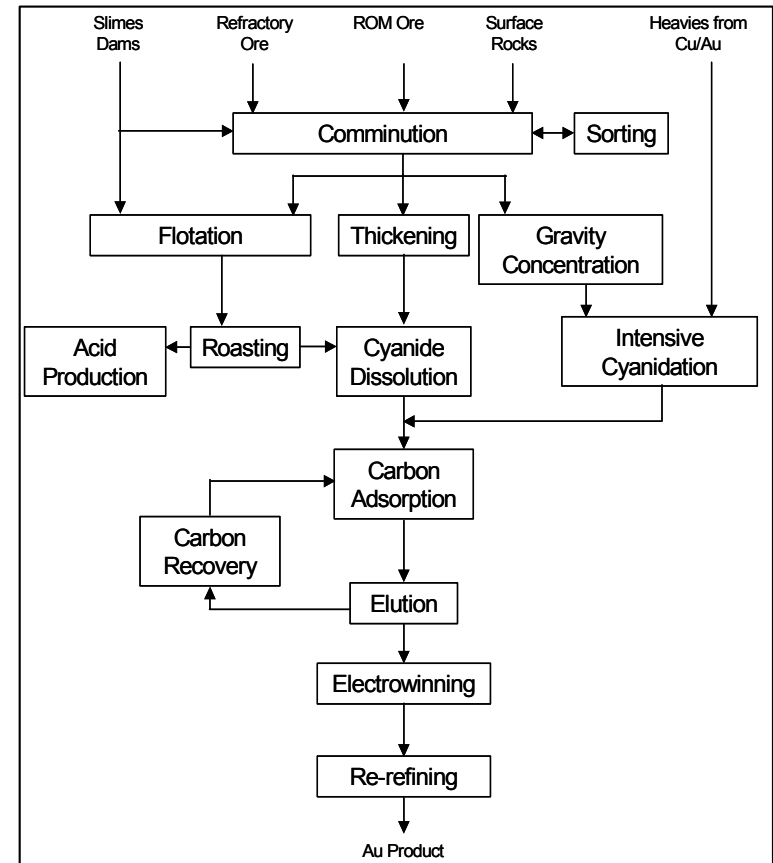 Slimes
Dams
Refractory
Ore
ROM Ore
Surface
Rocks
Heavies from
Cu/Au
Comminution
Sorting
Flotation
Thickening
Gravity
Concentration
Acid
Production
Roasting
Cyanide
Dissolution
Intensive
Cyanidation
Carbon
Adsorption
Carbon
Recovery
Elution
Electrowinning
Re-refining
Au Product